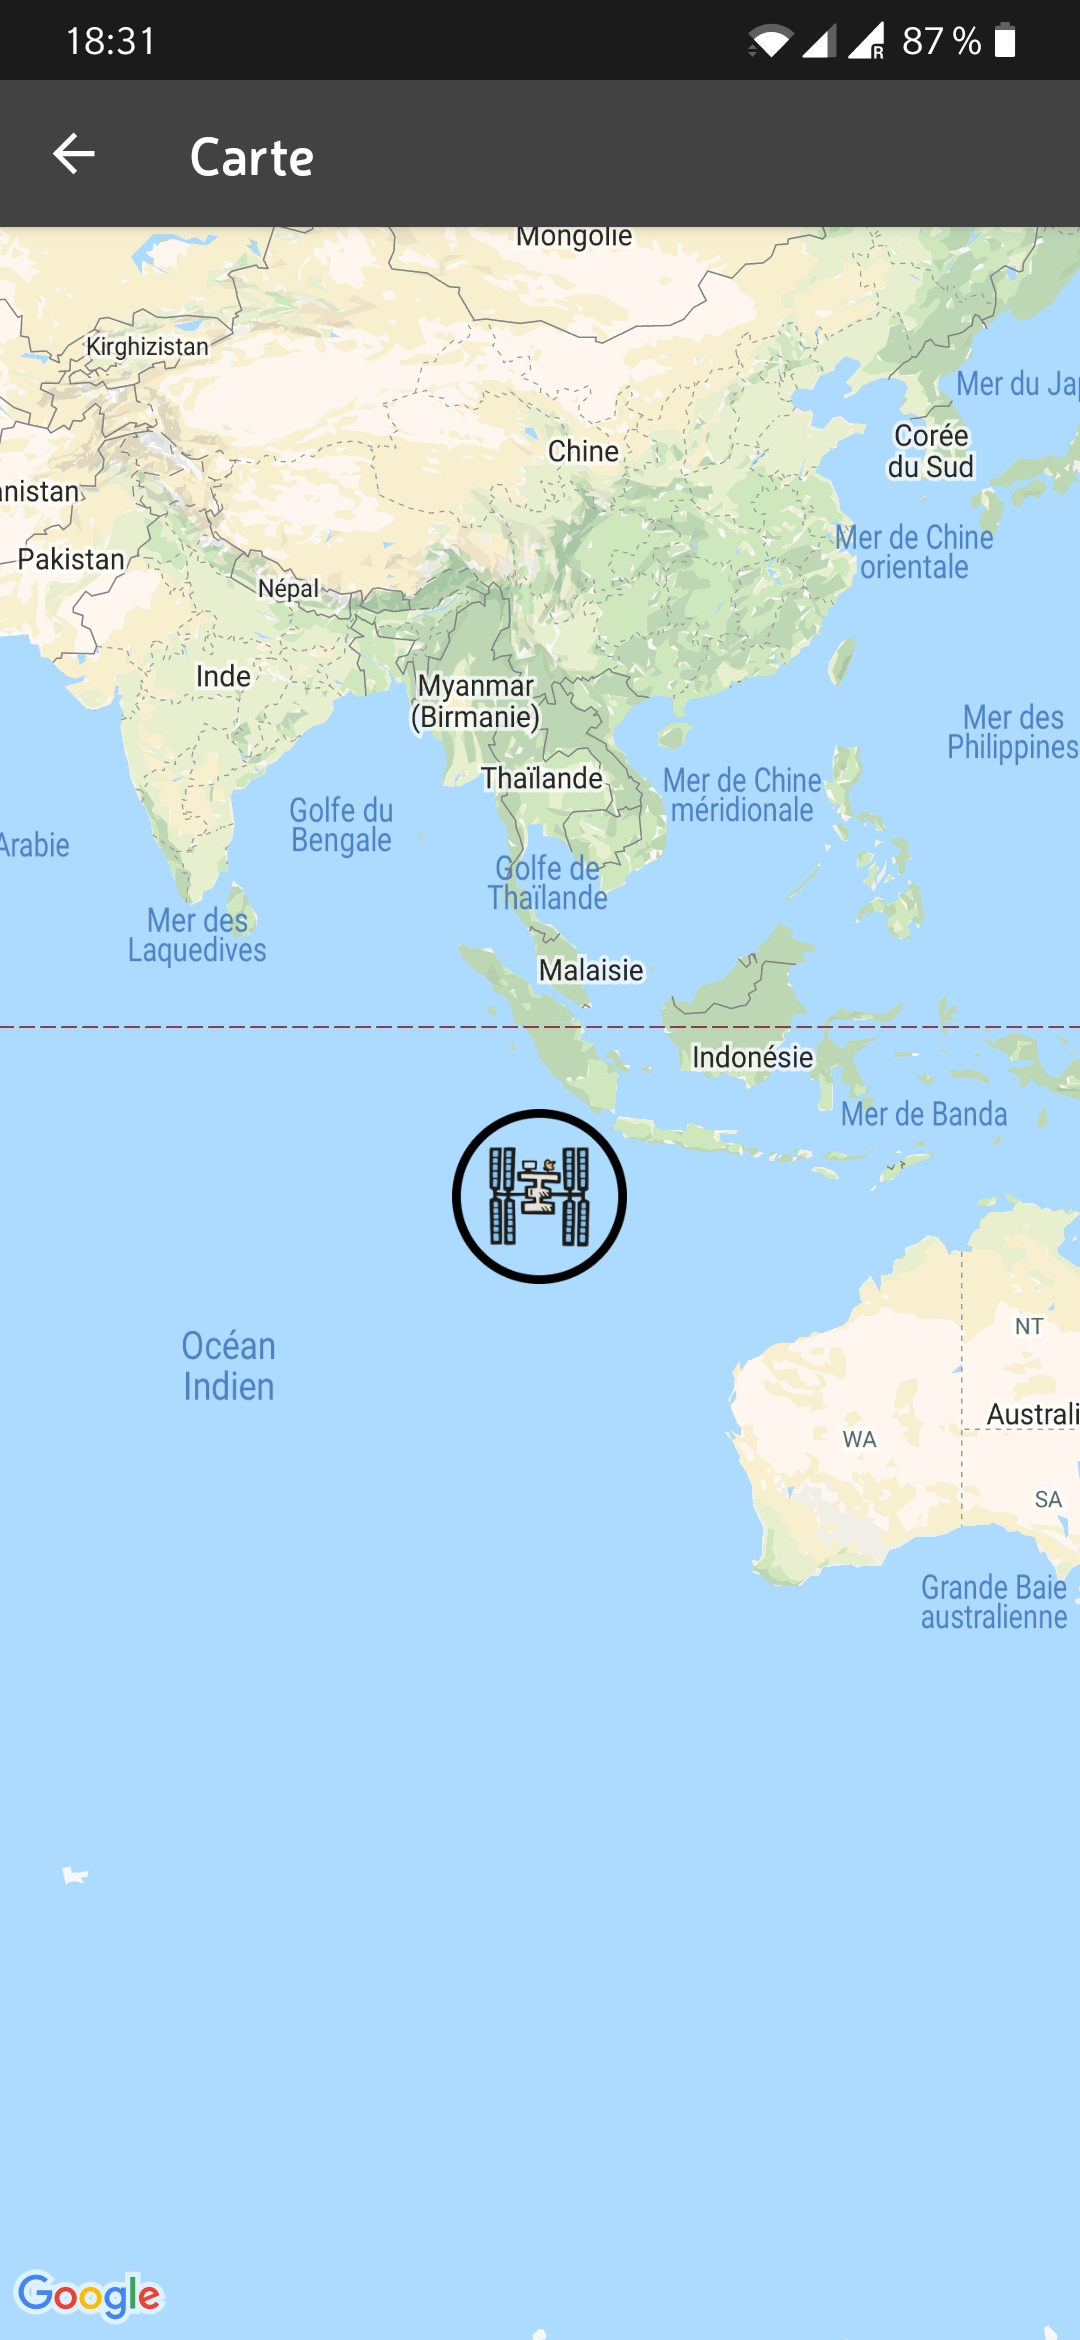 18:31
R 87 %
Carte
Mongolie
Kirghizistan
Mer du Ja
Chine
Corée
du Sud
anistan
Pakistan
Mer de Chine
orientale
Népal
Inde
Myanmar
(Birmanie)
Mer des
Philippines
Thaïlande
Mer de Chine
méridionale
Golfe du
Bengale
Arabie
Golfe de
Thaïlande
Mer des
Laquedives
Malaisie
Indonésie
Mer de Banda
Océan
Indien
NT
Australi
WA
SA
Grande Baie
australienne
Google